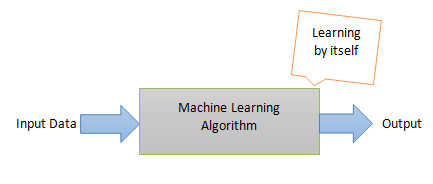 Learning
by itself
Machine Learning
Algorithm
Input Data
Output